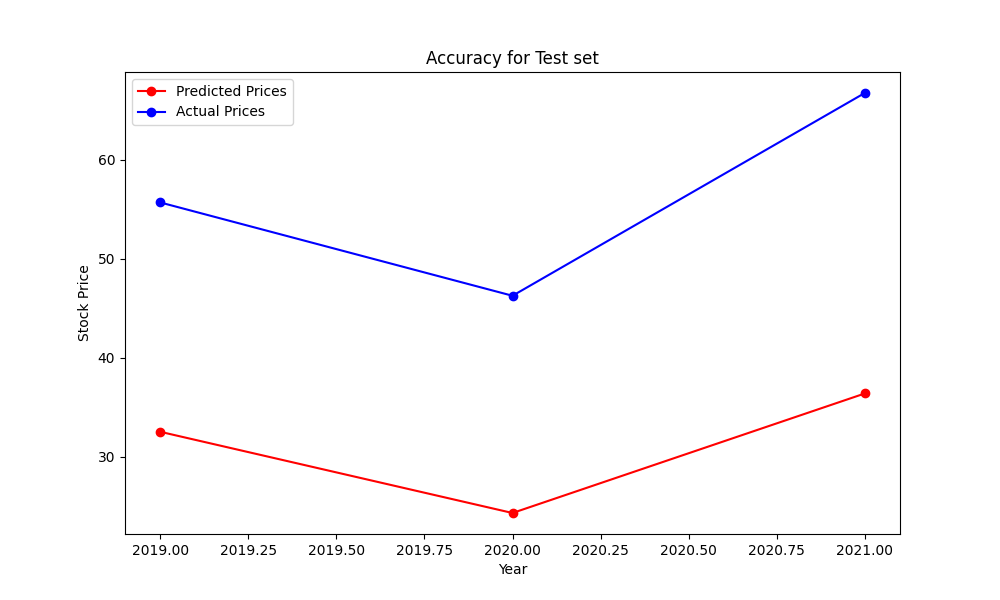 Accuracy for Test set
Predicted Prices
Actual Prices
Stock Price
60
50
40
30
2019.00 2019.25 2019.50 2019.75 2020.00 2020.25 2020.50 2020.75 2021.00
Year